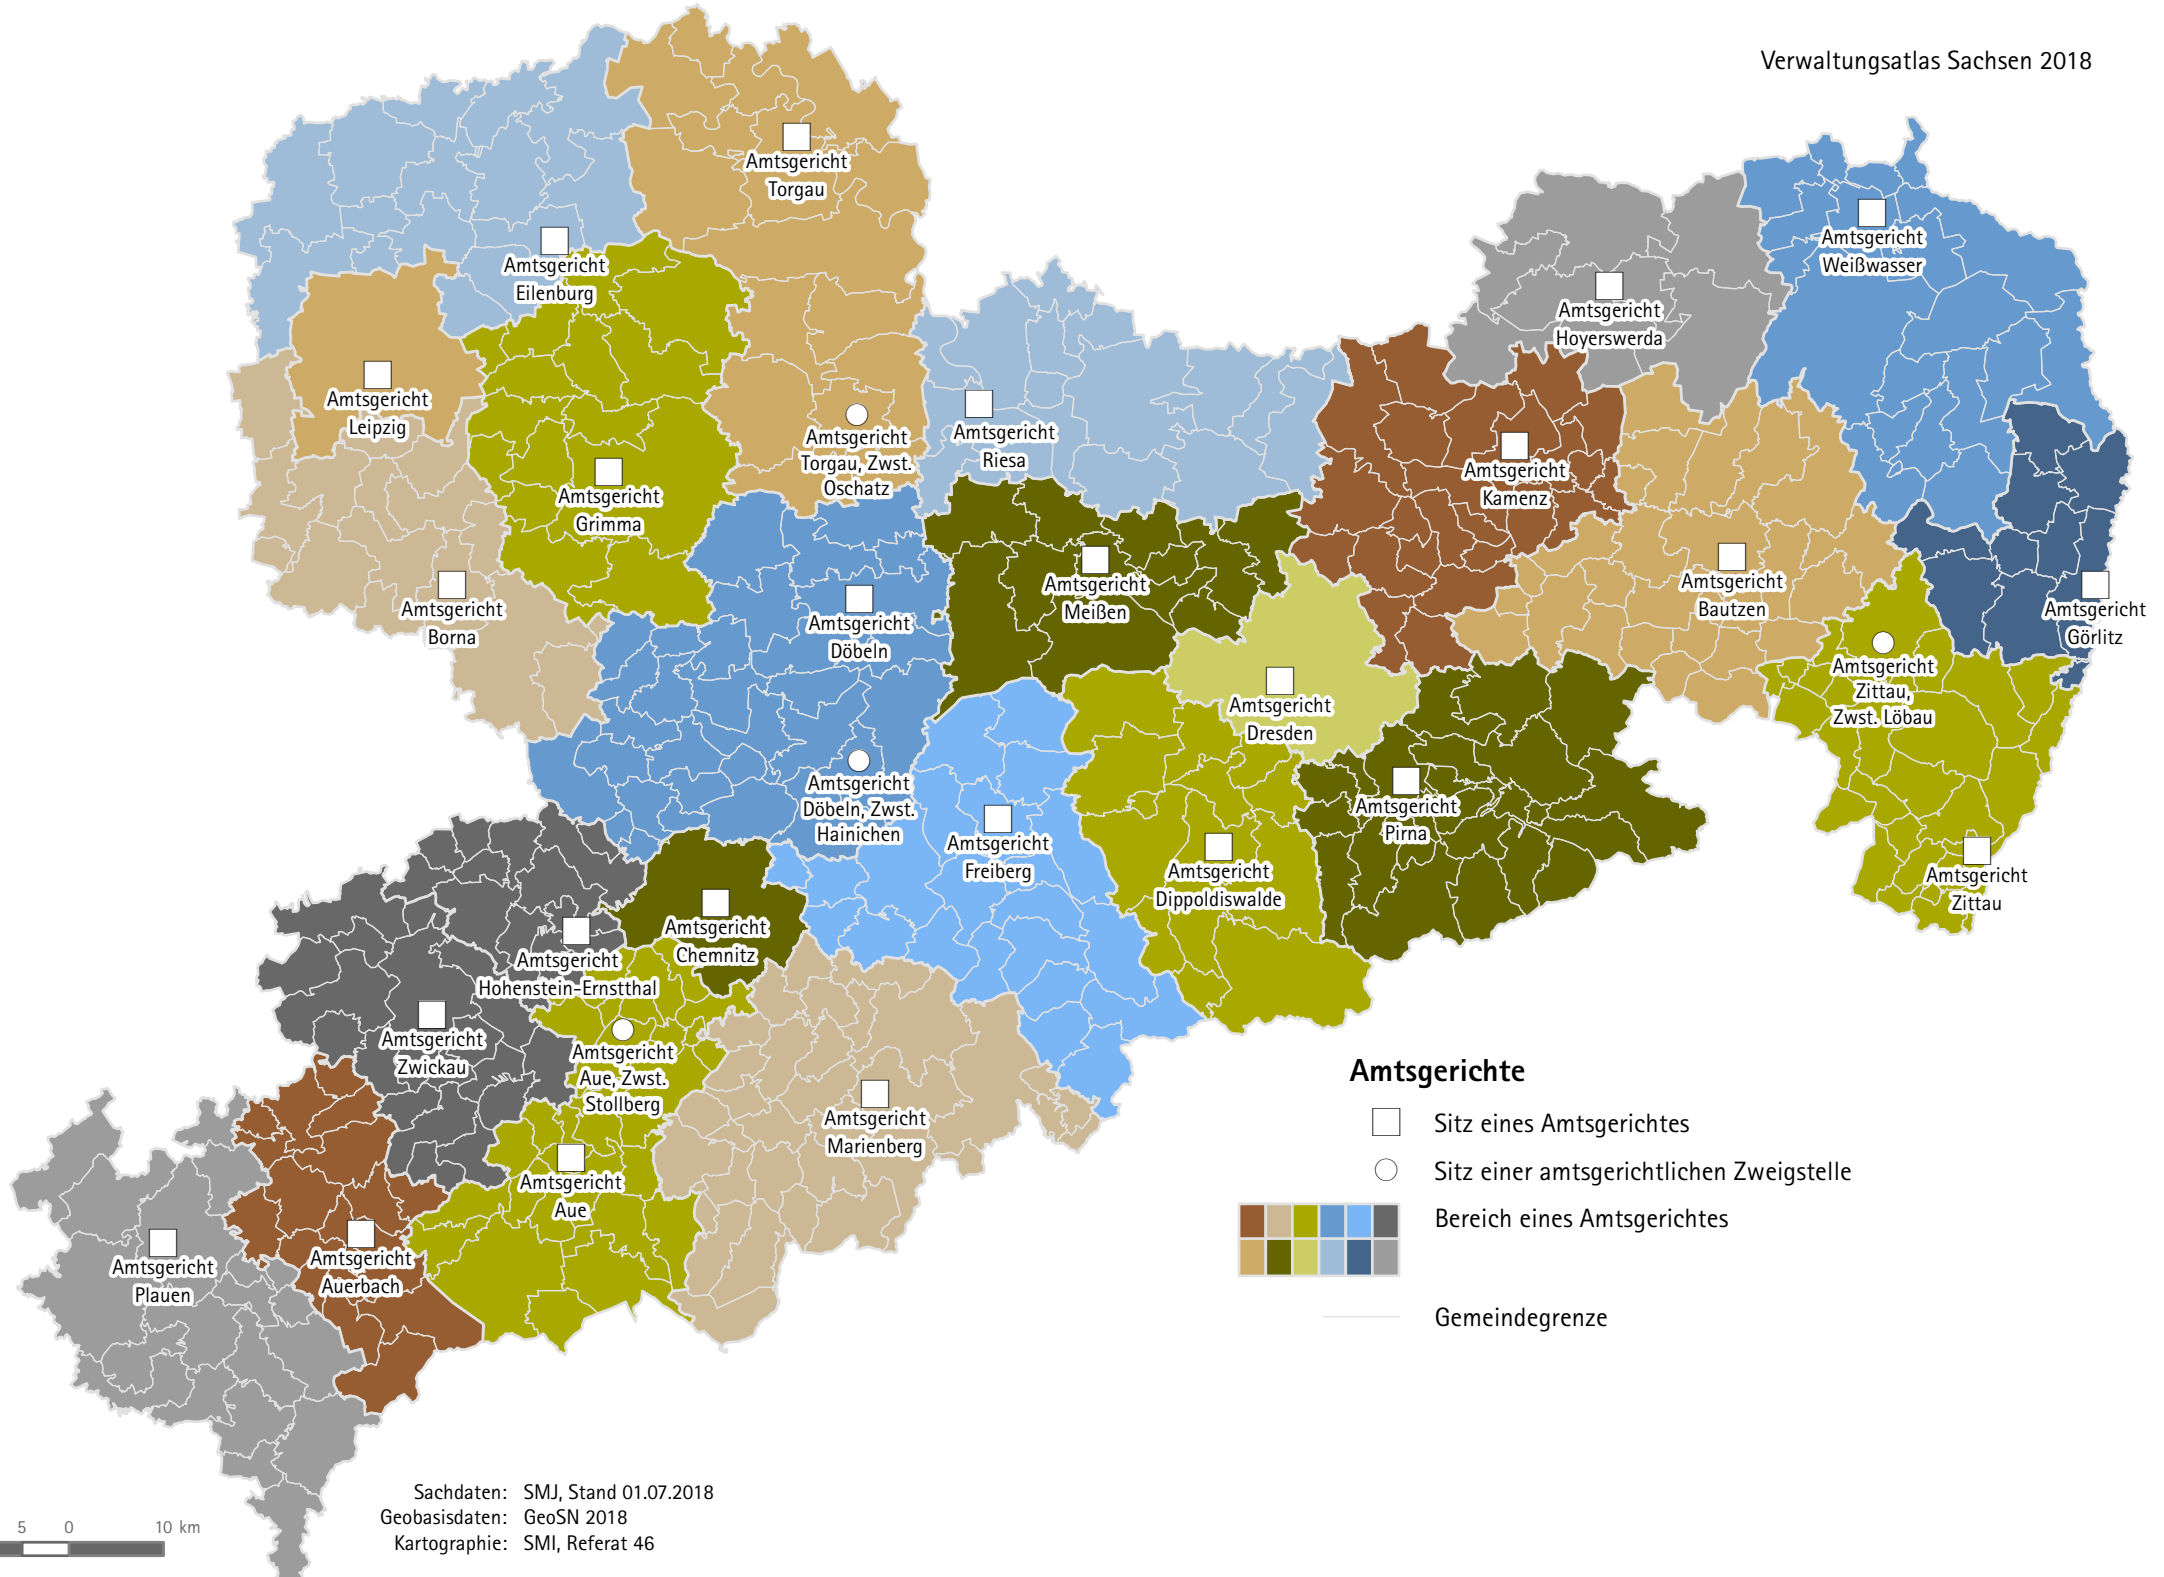 Verwaltungsatlas Sachsen 2018
Amtsgericht
Torgau
Amtsgericht
Weißwasser
Amtsgericht
Eilenburg
Amtsgericht
Hoyerswerda
Amtsgericht
Leipzig
Amtsgericht
Torgau, Zwst.
Oschatz
Amtsgericht
Riesa
Amtsgericht
Kamenz
Amtsgericht
Grimma
Amtsgericht
Meißen
Amtsgericht
Bautzen
Amtsgericht
Görlitz
Amtsgericht
Borna
Amtsgericht
Döbeln
Amtsgericht
Zittau,
Zwst. Löbau
Amtsgericht
Dresden
Amtsgericht
Döbeln, Zwst.
Hainichen
Amtsgericht
Pirna
Amtsgericht
Freiberg
Amtsgericht
Dippoldiswalde
Amtsgericht
Zittau
Amtsgericht
Chemnitz
Amtsgericht
Hohenstein-Ernstthal
Amtsgericht
Zwickau
Amtsgericht
Aue, Zwst.
Stollberg
Amtsgericht
Marienberg
Amtsgericht
Aue
Amtsgericht
Auerbach
Amtsgericht
Plauen
Amtsgerichte
Sitz eines Amtsgerichtes
Sitz einer amtsgerichtlichen Zweigstelle
Bereich eines Amtsgerichtes
Gemeindegrenze
Sachdaten: SMJ, Stand 01.07.2018
Geobasisdaten: GeoSN 2018
Kartographie: SMI, Referat 46
5 0 10 km